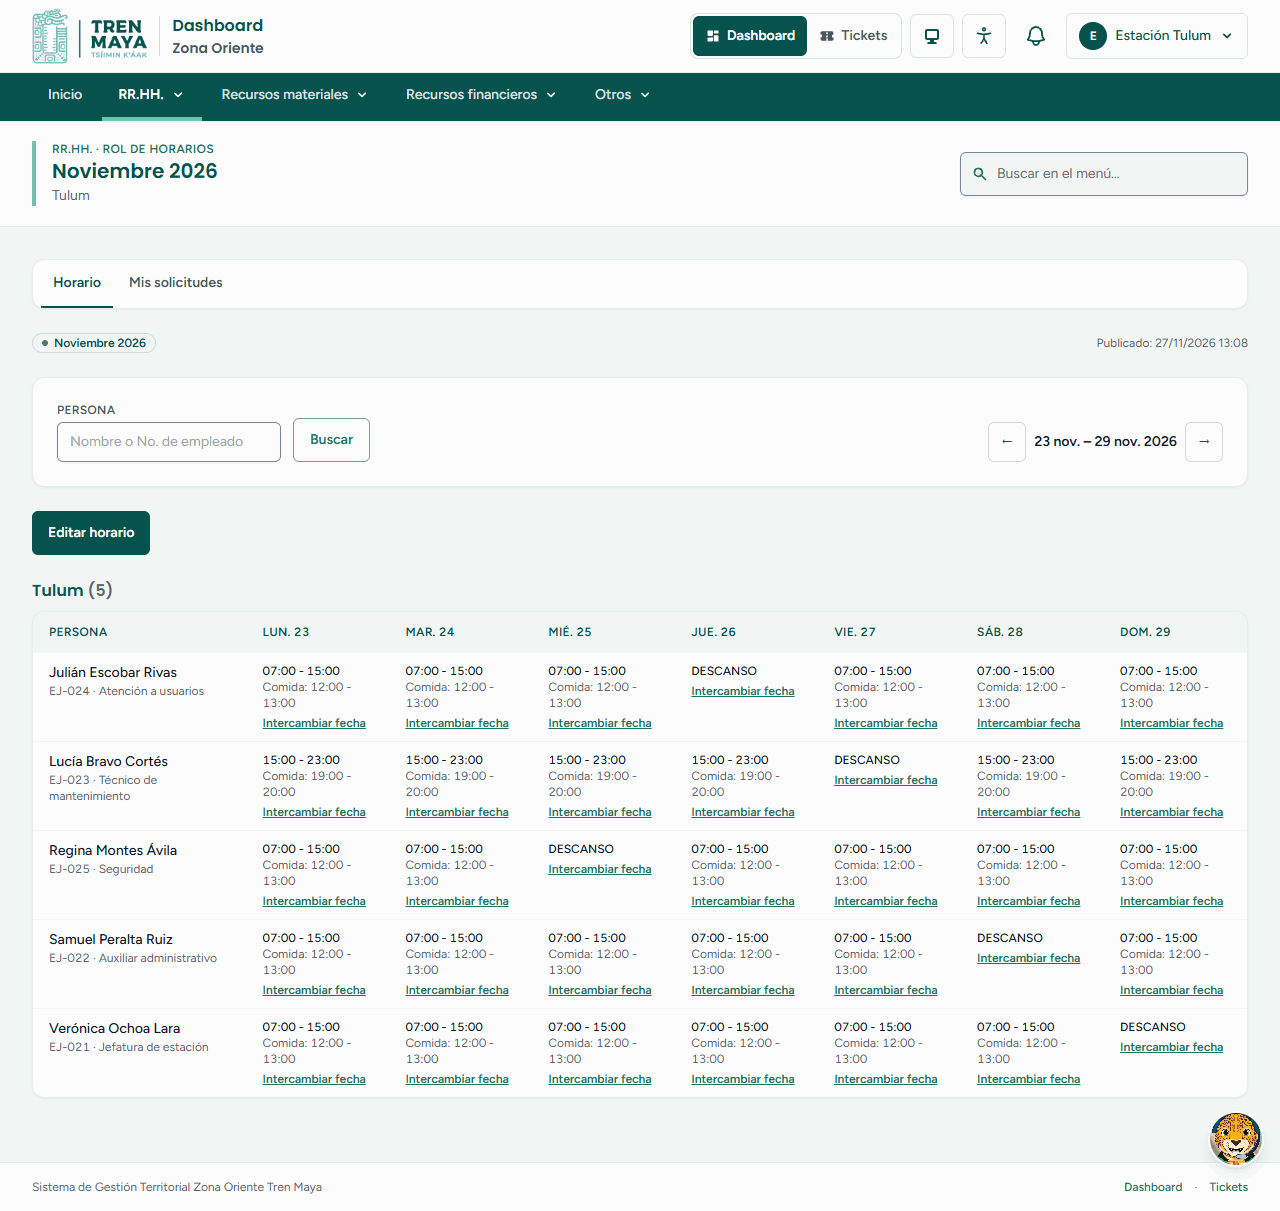 TREN
MAYA
TSÍIMIN K'ÁAK
Dashboard
Zona Oriente
Dashboard
Tickets
E
Estación Tulum
Inicio
RR.HH.
Recursos materiales
Recursos financieros
Otros
RR.HH. · ROL DE HORARIOS
Noviembre 2026
Tulum
Buscar en el menú...
Horario
Mis solicitudes
Noviembre 2026
Publicado: 27/11/2026 13:08
PERSONA
Nombre o No. de empleado
Buscar
← 23 nov. – 29 nov. 2026 →
Editar horario
Tulum (5)
PERSONA LUN. 23 MAR. 24 MIÉ. 25 JUE. 26 VIE. 27 SÁB. 28 DOM. 29
Julián Escobar Rivas 07:00 - 15:00 07:00 - 15:00 07:00 - 15:00 DESCANSO 07:00 - 15:00 07:00 - 15:00 07:00 - 15:00
EJ-024 · Atención a usuarios Comida: 12:00 - Comida: 12:00 - Comida: 12:00 - Intercambiar fecha Comida: 12:00 - Comida: 12:00 - Comida: 12:00 -
13:00 13:00 13:00 13:00 13:00 13:00
Intercambiar fecha Intercambiar fecha Intercambiar fecha Intercambiar fecha Intercambiar fecha Intercambiar fecha
Lucía Bravo Cortés 15:00 - 23:00 15:00 - 23:00 15:00 - 23:00 15:00 - 23:00 DESCANSO 15:00 - 23:00 15:00 - 23:00
EJ-023 · Técnico de Comida: 19:00 - Comida: 19:00 - Comida: 19:00 - Comida: 19:00 - Intercambiar fecha Comida: 19:00 - Comida: 19:00 -
mantenimiento 20:00 20:00 20:00 20:00 20:00 20:00
Intercambiar fecha Intercambiar fecha Intercambiar fecha Intercambiar fecha Intercambiar fecha Intercambiar fecha
Regina Montes Ávila 07:00 - 15:00 07:00 - 15:00 DESCANSO 07:00 - 15:00 07:00 - 15:00 07:00 - 15:00 07:00 - 15:00
EJ-025 · Seguridad Comida: 12:00 - Comida: 12:00 - Intercambiar fecha Comida: 12:00 - Comida: 12:00 - Comida: 12:00 - Comida: 12:00 -
13:00 13:00 13:00 13:00 13:00 13:00
Intercambiar fecha Intercambiar fecha Intercambiar fecha Intercambiar fecha Intercambiar fecha Intercambiar fecha
Samuel Peralta Ruiz 07:00 - 15:00 07:00 - 15:00 07:00 - 15:00 07:00 - 15:00 07:00 - 15:00 DESCANSO 07:00 - 15:00
EJ-022 · Auxiliar administrativo Comida: 12:00 - Comida: 12:00 - Comida: 12:00 - Comida: 12:00 - Comida: 12:00 - Intercambiar fecha Comida: 12:00 -
13:00 13:00 13:00 13:00 13:00 13:00
Intercambiar fecha Intercambiar fecha Intercambiar fecha Intercambiar fecha Intercambiar fecha Intercambiar fecha
Verónica Ochoa Lara 07:00 - 15:00 07:00 - 15:00 07:00 - 15:00 07:00 - 15:00 07:00 - 15:00 07:00 - 15:00 DESCANSO
EJ-021 · Jefatura de estación Comida: 12:00 - Comida: 12:00 - Comida: 12:00 - Comida: 12:00 - Comida: 12:00 - Comida: 12:00 - Intercambiar fecha
13:00 13:00 13:00 13:00 13:00 13:00
Intercambiar fecha Intercambiar fecha Intercambiar fecha Intercambiar fecha Intercambiar fecha Intercambiar fecha
Sistema de Gestión Territorial Zona Oriente Tren Maya
Dashboard · Tickets